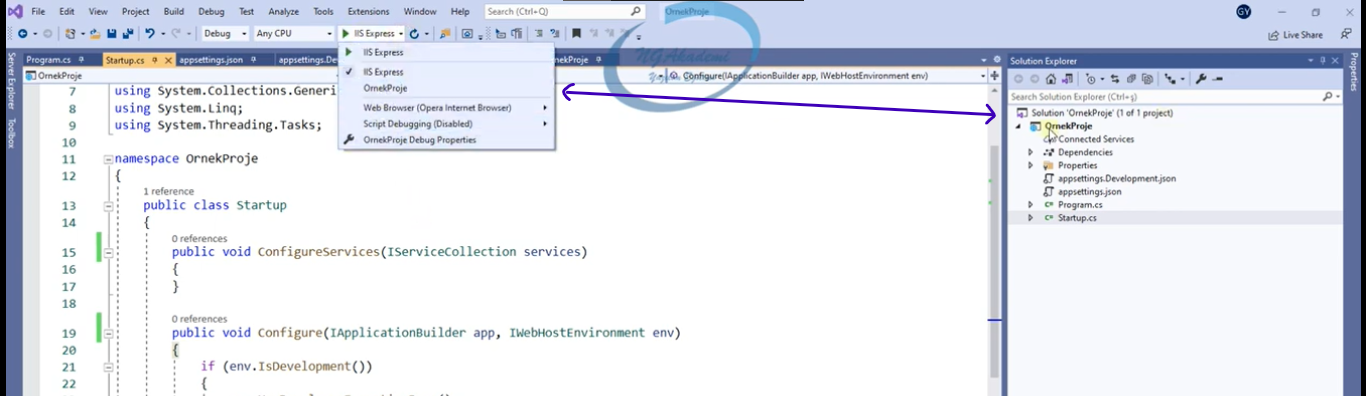 File Edit View Project Build Debug Test Analyze Tools Extensions Window Help Search (Ctrl+Q) OrnekProje GY
Debug Any CPU IIS Express Live Share
Program.cs Startup.cs appsettings.json
OrnekProje
Configure(IApplicationBuilder app, IWebHostEnvironment env)
NGAkademi
Server Explorer
Toolbox
IIS Express
IIS Express
OrnekProje
Web Browser (Opera Internet Browser)
Script Debugging (Disabled)
OrnekProje Debug Properties
7 using System.Collections.Generi
8 using System.Linq;
9 using System.Threading.Tasks;
10
11 namespace OrnekProje
12 {
1 reference
13 public class Startup
14 {
0 references
15 public void ConfigureServices(IServiceCollection services)
16 {
17 }
18
0 references
19 public void Configure(IApplicationBuilder app, IWebHostEnvironment env)
20 {
21 if (env.IsDevelopment())
22 {
Solution Explorer
Search Solution Explorer (Ctrl+ş)
Solution 'OrnekProje' (1 of 1 project)
OrnekProje
Connected Services
Dependencies
Properties
appsettings.Development.json
appsettings.json
Program.cs
Startup.cs
Properties